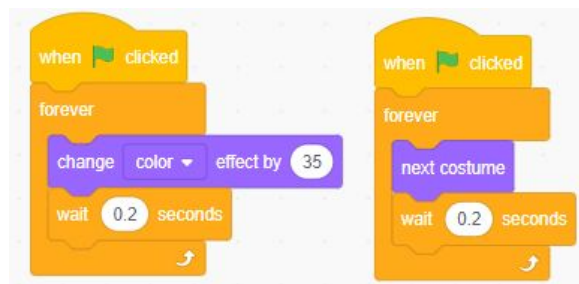 when clicked
forever
change color effect by 35
wait 0.2 seconds
when clicked
forever
next costume
wait 0.2 seconds